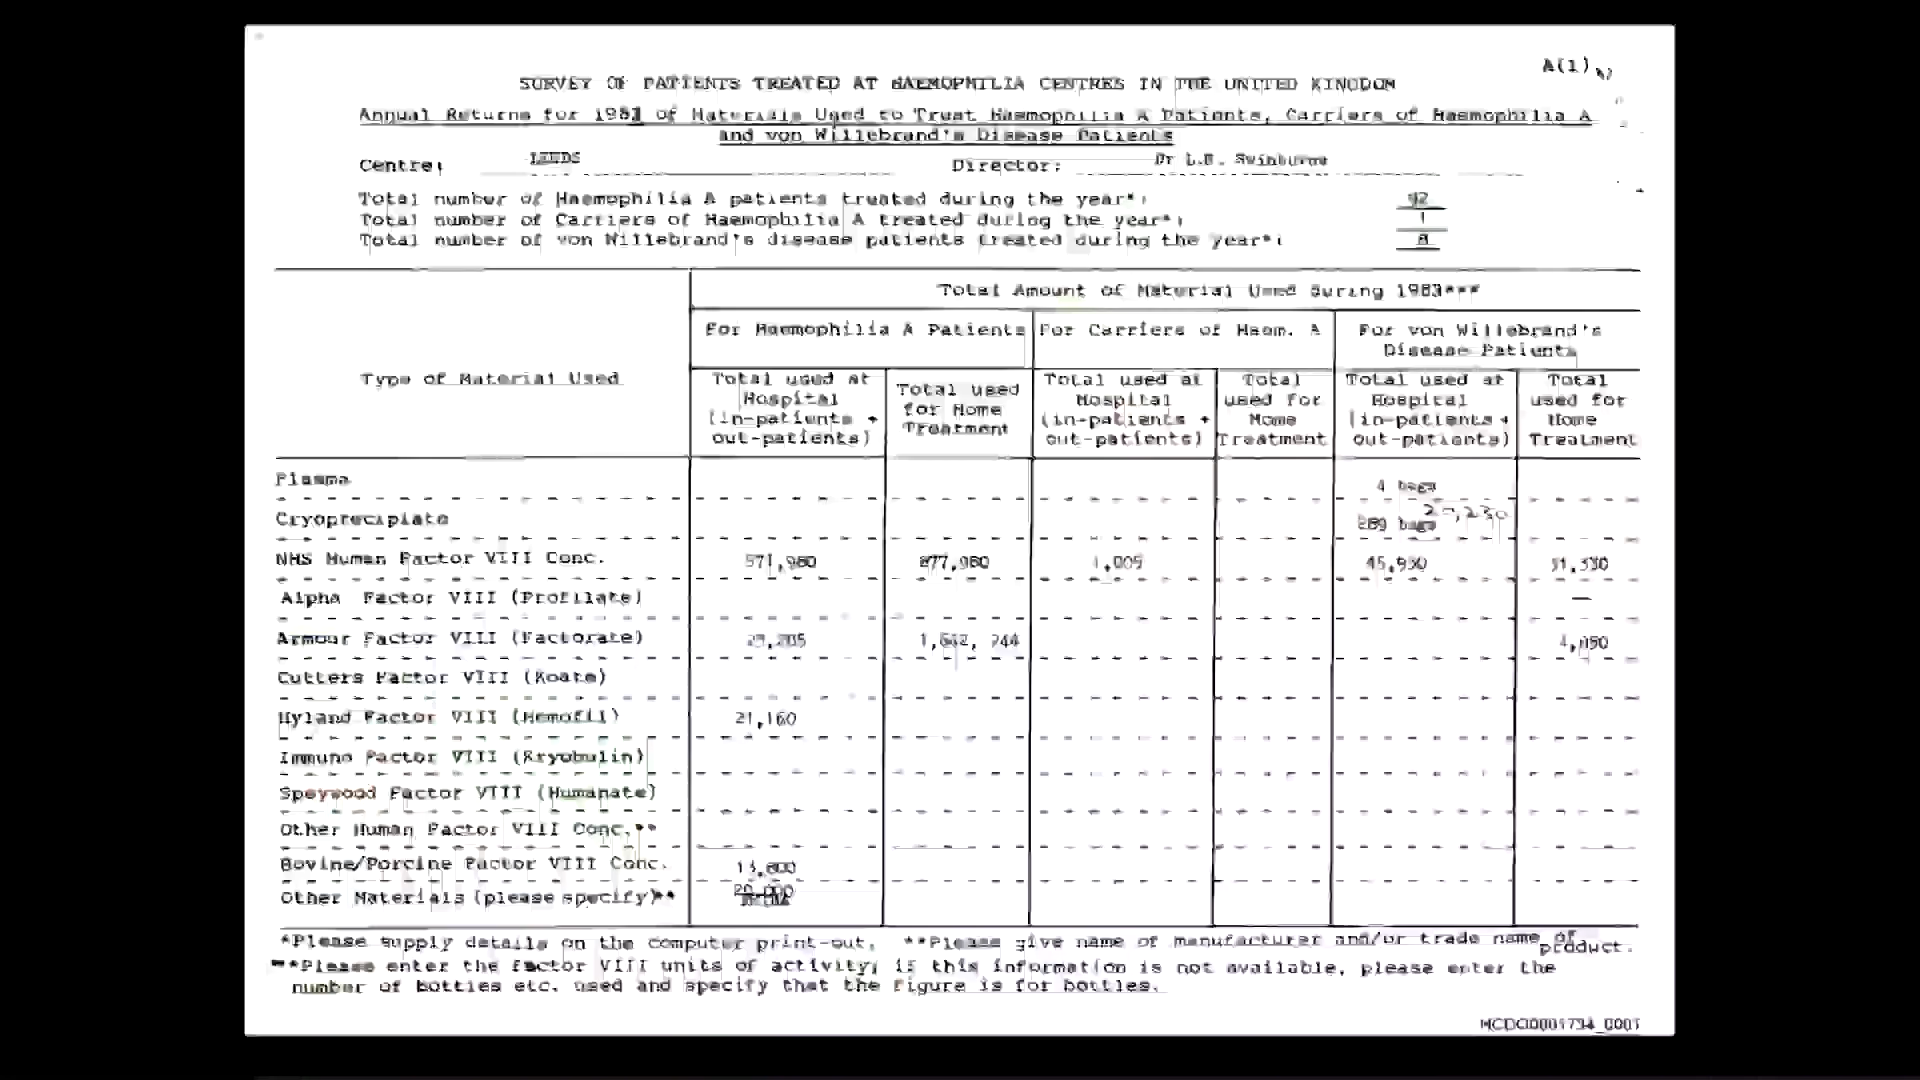 A(1)
SURVEY OF PATIENTS TREATED AT HAEMOPHILIA CENTRES IN THE UNITED KINGDOM
Annual Returns for 1983 of Materials Used to Treat Haemophilia A Patients, Carriers of Haemophilia A
and von Willebrand's Disease Patients
Centre: LEEDS Director: Dr L.E. Swinburne
Total number of Haemophilia A patients treated during the year*: 92
Total number of Carriers of Haemophilia A treated during the year*: 1
Total number of von Willebrand's disease patients treated during the year*: 8
Total Amount of Material Used During 1983***
For Haemophilia A Patients For Carriers of Haem. A For von Willebrand's
Disease Patients
Type of Material Used
Total used at Hospital (in-patients + out-patients)
Total used for Home Treatment
Total used at Hospital (in-patients + out-patients)
Total used for Home Treatment
Total used at Hospital (in-patients + out-patients)
Total used for Home Treatment
Plasma 4 bags
Cryoprecipiate 289 bags
NHS Human Factor VIII Conc. 571,980 877,980 1,005 45,930 31,330
Alpha Factor VIII (Profilate) —
Armour Factor VIII (Factorate)
Cutters Factor VIII (Koate)
Hyland Factor VIII (Hemofil) 21,160
Immuno Factor VIII (Kryobulin)
Speywood Factor VIII (Humanate)
Other Human Factor VIII Conc.**
Bovine/Porcine Factor VIII Conc.
Other Materials (please specify)**
*Please supply details on the computer print-out. **Please give name of manufacturer and/or trade name of product.
***Please enter the factor VIII units of activity; if this information is not available, please enter the
number of bottles etc. used and specify that the figure is for bottles.
HCDO0001734_0001